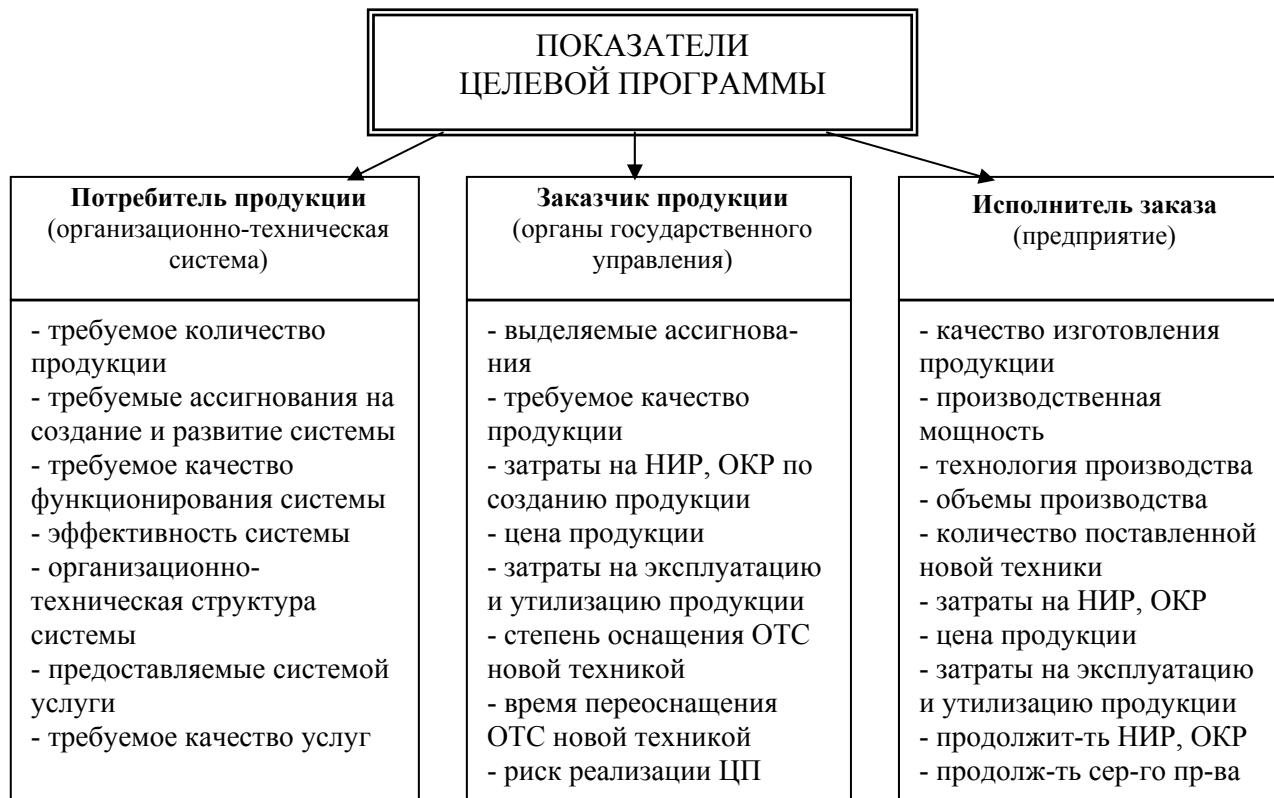 ПОКАЗАТЕЛИ
ЦЕЛЕВОЙ ПРОГРАММЫ
Потребитель продукции
(организационно-техническая
система)
- требуемое количество
продукции
- требуемые ассигнования на
создание и развитие системы
- требуемое качество
функционирования системы
- эффективность системы
- организационно-
техническая структура
системы
- предоставляемые системой
услуги
- требуемое качество услуг
Заказчик продукции
(органы государственного
управления)
- выделяемые ассигнова-
ния
- требуемое качество
продукции
- затраты на НИР, ОКР по
созданию продукции
- цена продукции
- затраты на эксплуатацию
и утилизацию продукции
- степень оснащения ОТС
новой техникой
- время переоснащения
ОТС новой техникой
- риск реализации ЦП
Исполнитель заказа
(предприятие)
- качество изготовления
продукции
- производственная
мощность
- технология производства
- объемы производства
- количество поставленной
новой техники
- затраты на НИР, ОКР
- цена продукции
- затраты на эксплуатацию
и утилизацию продукции
- продолжит-ть НИР, ОКР
- продолж-ть сер-го пр-ва